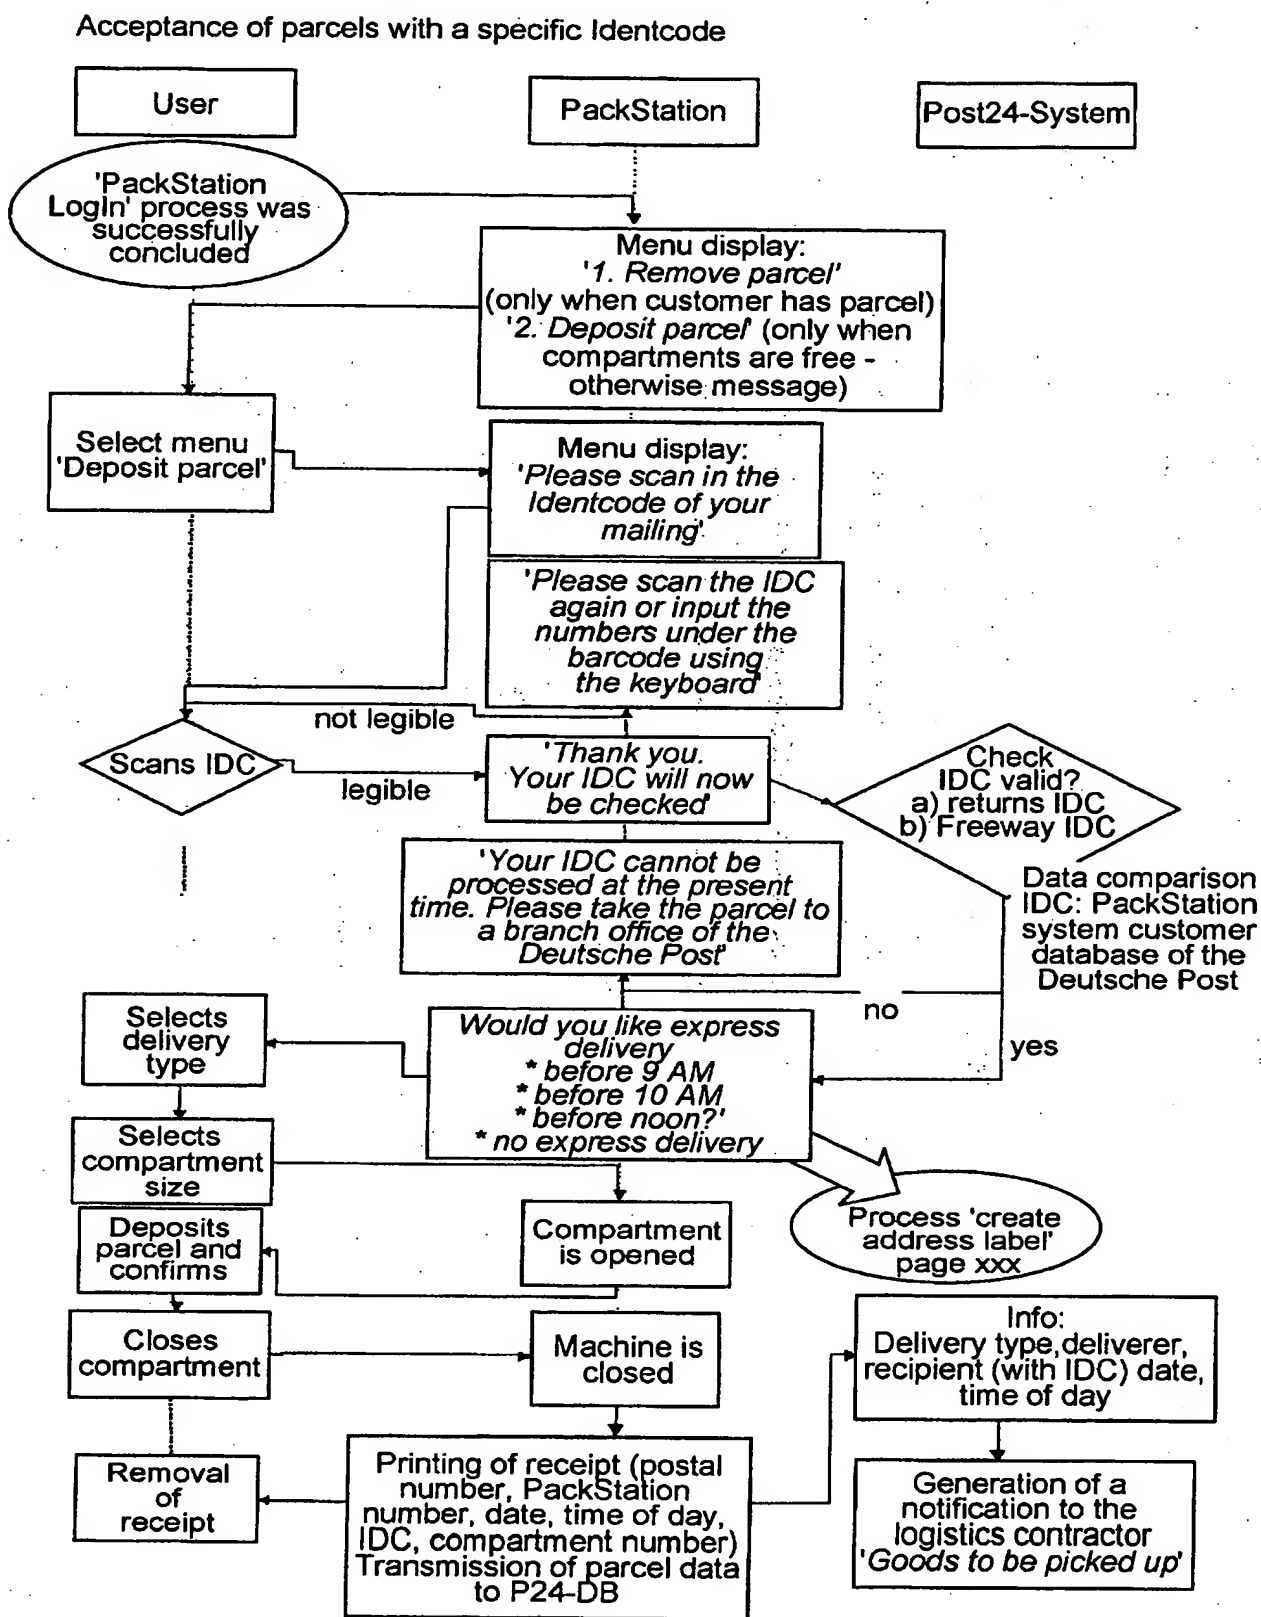 Acceptance of parcels with a specific Identcode
User
PackStation
Post24-System
'PackStation
LogIn' process was
successfully
concluded
Menu display:
'1. Remove parcel'
(only when customer has parcel)
'2. Deposit parcel' (only when
compartments are free -
otherwise message)
Select menu
'Deposit parcel'
Menu display:
'Please scan in the
Identcode of your
mailing'
'Please scan the IDC
again or input the
numbers under the
barcode using
the keyboard'
not legible
Scans IDC
legible
'Thank you.
Your IDC will now
be checked'
Check
IDC valid?
a) returns IDC
b) Freeway IDC
'Your IDC cannot be
processed at the present
time. Please take the parcel to
a branch office of the
Deutsche Post'
Data comparison
IDC: PackStation
system customer
database of the
Deutsche Post
no
yes
Selects
delivery
type
Would you like express
delivery
* before 9 AM
* before 10 AM
* before noon?'
* no express delivery
Selects
compartment
size
Process 'create
address label'
page xxx
Deposits
parcel and
confirms
Compartment
is opened
Closes
compartment
Machine is
closed
Info:
Delivery type,deliverer,
recipient (with IDC) date,
time of day
Removal
of
receipt
Printing of receipt (postal
number, PackStation
number, date, time of day,
IDC, compartment number)
Transmission of parcel data
to P24-DB
Generation of a
notification to the
logistics contractor
'Goods to be picked up'